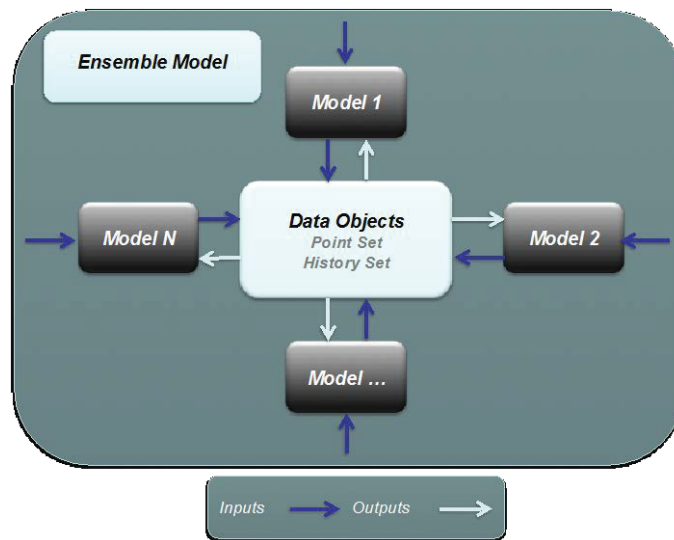 Ensemble Model
Model 1
Model N
Data Objects
Point Set
History Set
Model 2
Model ...
Inputs
Outputs